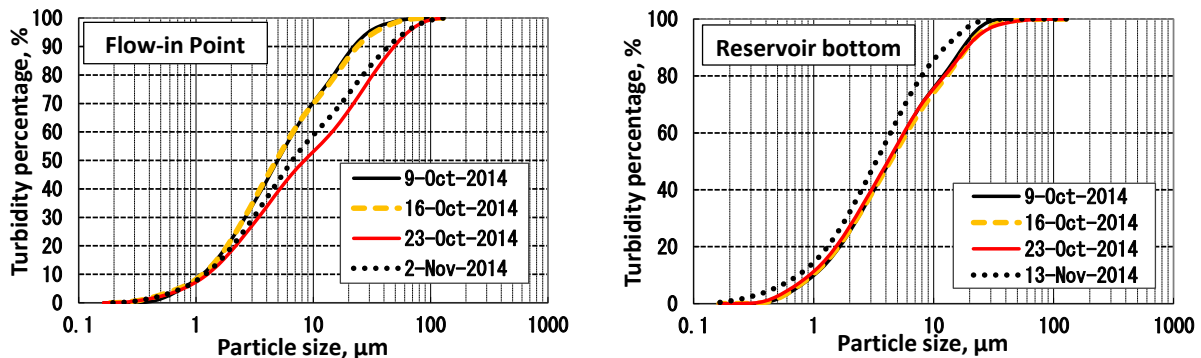 Flow-in Point
Turbidity percentage, %
100
90
80
70
60
50
40
30
20
10
0
9-Oct-2014
16-Oct-2014
23-Oct-2014
2-Nov-2014
0.1 1 10 100 1000
Particle size, µm
Reservoir bottom
Turbidity percentage, %
100
80
60
40
20
0
9-Oct-2014
16-Oct-2014
23-Oct-2014
13-Nov-2014
0.1 1 10 100 1000
Particle size, µm